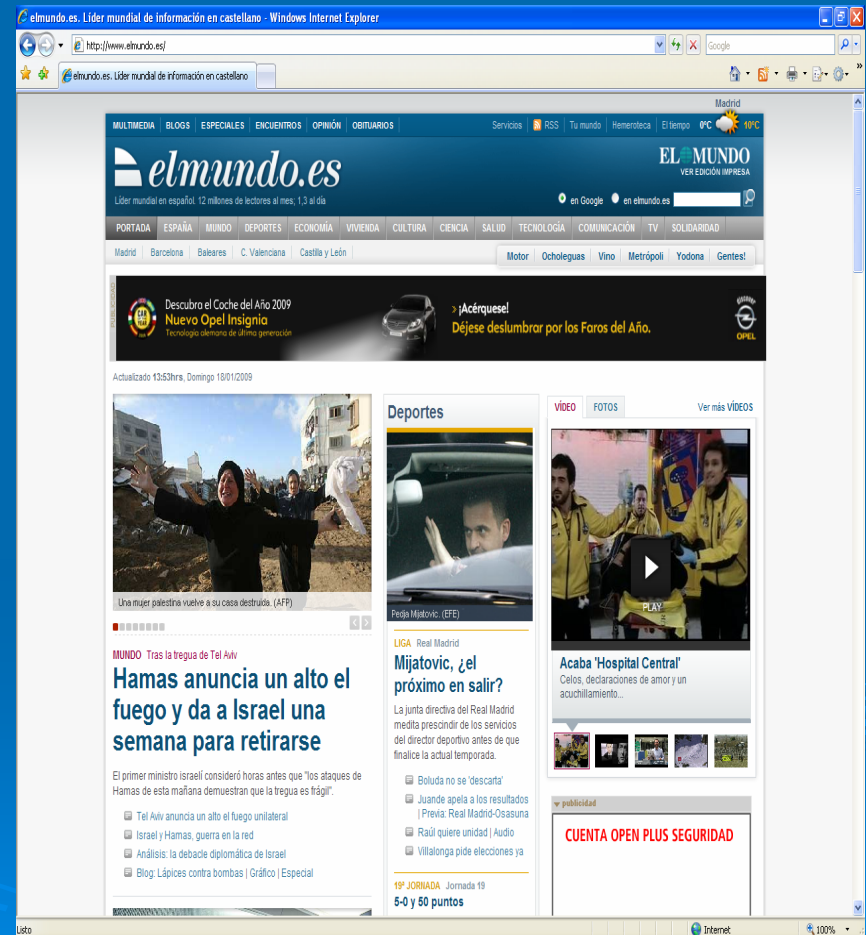 elmundo.es. Líder mundial de información en castellano - Windows Internet Explorer
http://www.elmundo.es/
Google
elmundo.es. Líder mundial de información en castellano
Madrid
MULTIMEDIA BLOGS ESPECIALES ENCUENTROS OPINIÓN OBITUARIOS
Servicios RSS Tu mundo Hemeroteca El tiempo 0ºC 10ºC
elmundo.es
EL MUNDO
VER EDICIÓN IMPRESA
Líder mundial en español. 12 millones de lectores al mes; 1,3 al día
en Google en elmundo.es
PORTADA ESPAÑA MUNDO DEPORTES ECONOMÍA VIVIENDA CULTURA CIENCIA SALUD TECNOLOGÍA COMUNICACIÓN TV SOLIDARIDAD
Madrid Barcelona Baleares C. Valenciana Castilla y León
Motor Ocholeguas Vino Metrópoli Yodona Gentes!
PUBLICIDAD
CAR YEAR
Descubra el Coche del Año 2009
Nuevo Opel Insignia
Tecnología alemana de última generación
> ¡Acérquese!
Déjese deslumbrar por los Faros del Año.
discover
OPEL
Actualizado 13:53hrs, Domingo 18/01/2009
Una mujer palestina vuelve a su casa destruida. (AFP)
MUNDO Tras la tregua de Tel Aviv
Hamas anuncia un alto el
fuego y da a Israel una
semana para retirarse
El primer ministro israelí consideró horas antes que "los ataques de
Hamas de esta mañana demuestran que la tregua es frágil".
Tel Aviv anuncia un alto el fuego unilateral
Israel y Hamas, guerra en la red
Análisis: la debacle diplomática de Israel
Blog: Lápices contra bombas | Gráfico | Especial
Deportes
Pedja Mijatovic. (EFE)
LIGA Real Madrid
Mijatovic, ¿el
próximo en salir?
La junta directiva del Real Madrid
medita prescindir de los servicios
del director deportivo antes de que
finalice la actual temporada.
Boluda no se 'descarta'
Juande apela a los resultados
| Previa: Real Madrid-Osasuna
Raúl quiere unidad | Audio
Villalonga pide elecciones ya
19ª JORNADA Jornada 19
5-0 y 50 puntos
VÍDEO FOTOS Ver más VÍDEOS
PLAY
Acaba 'Hospital Central'
Celos, declaraciones de amor y un
acuchillamiento...
publicidad
CUENTA OPEN PLUS SEGURIDAD
Listo
Internet
100%